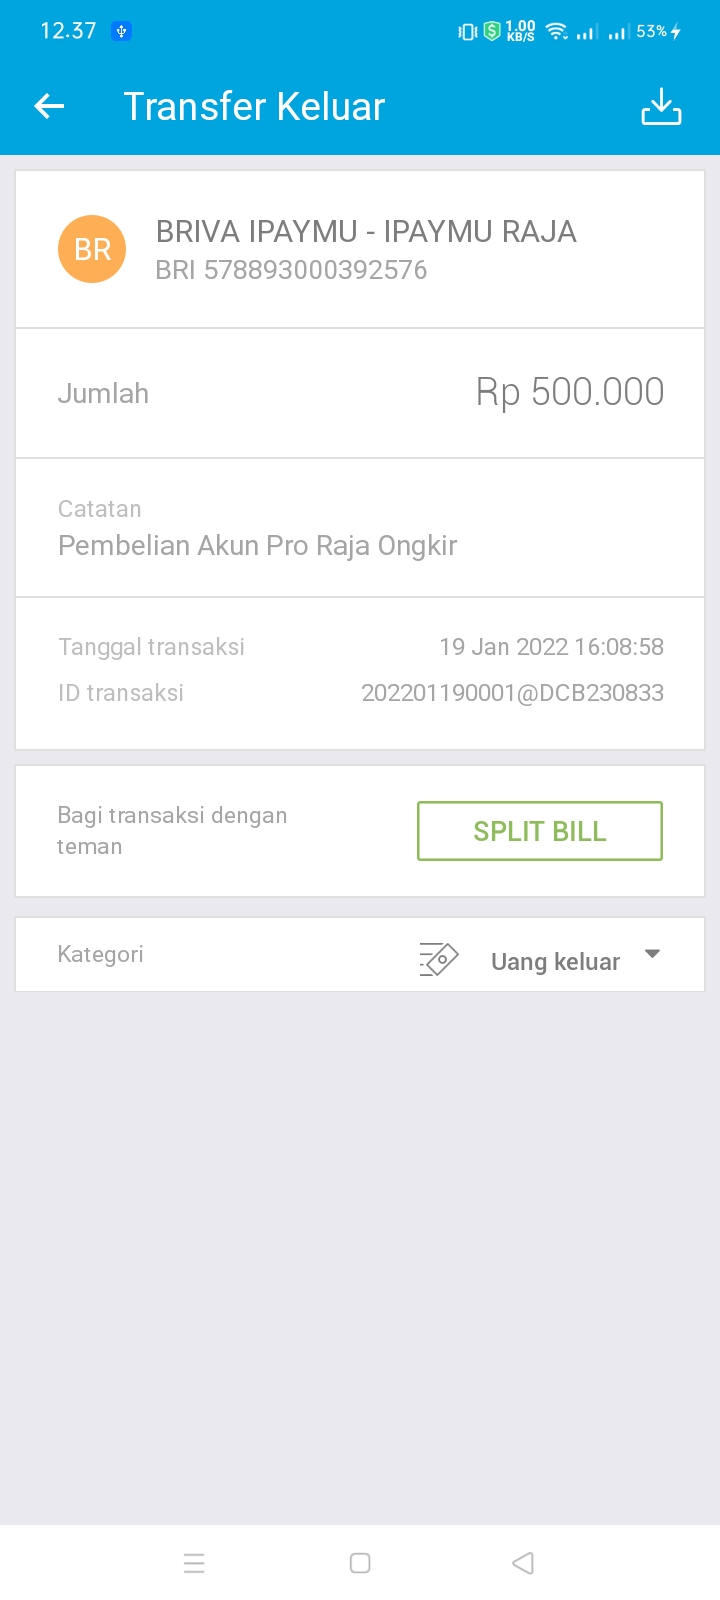 12.37
1.00
KB/S
53%
Transfer Keluar
BR
BRIVA IPAYMU - IPAYMU RAJA
BRI 578893000392576
Jumlah
Rp 500.000
Catatan
Pembelian Akun Pro Raja Ongkir
Tanggal transaksi
19 Jan 2022 16:08:58
ID transaksi
202201190001@DCB230833
Bagi transaksi dengan
teman
SPLIT BILL
Kategori
Uang keluar